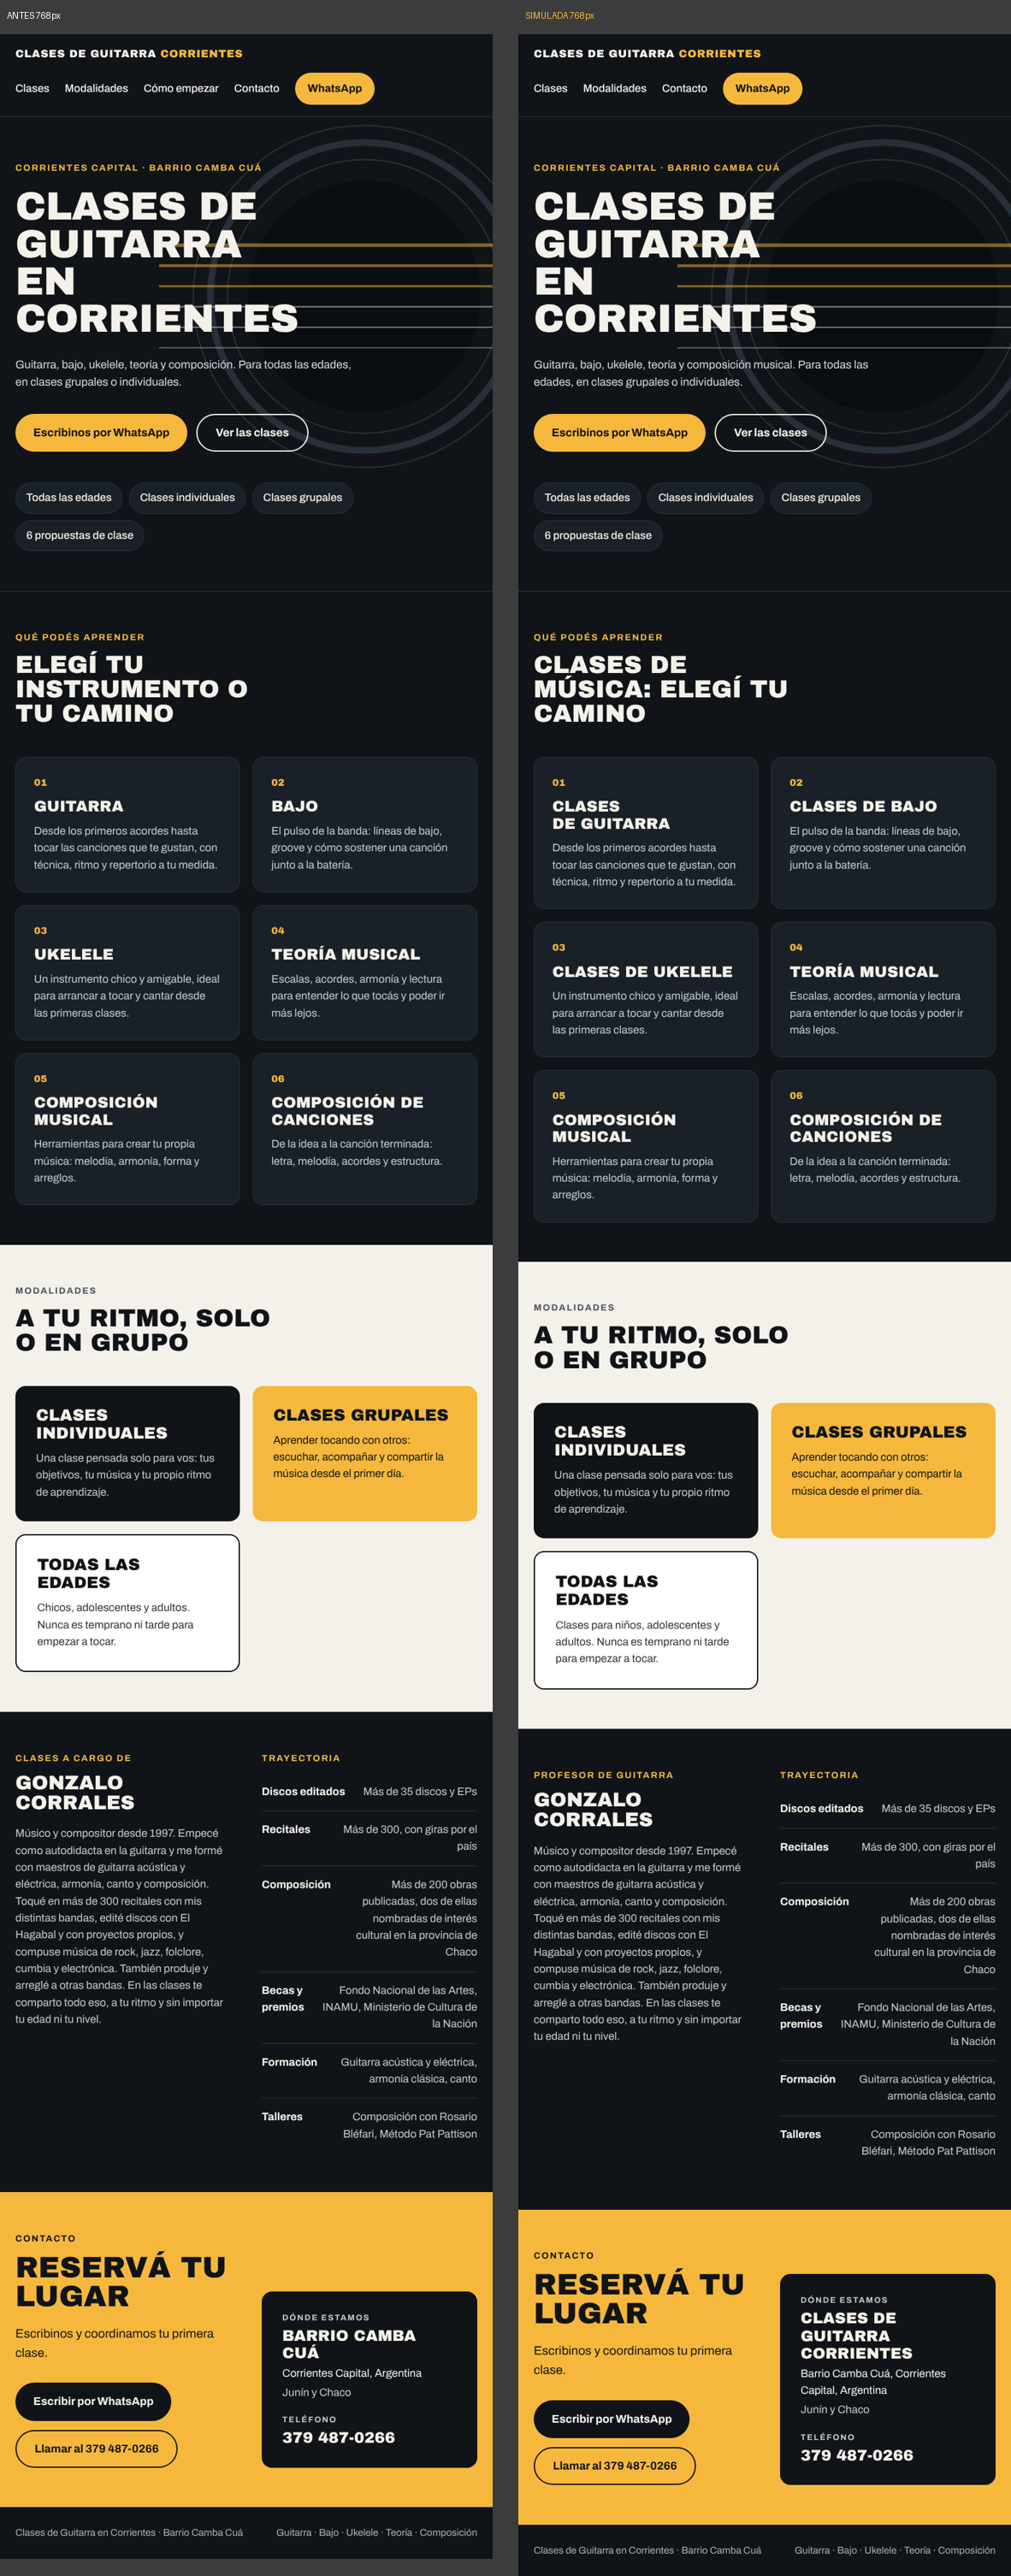 ANTES 768px
CLASES DE GUITARRA CORRIENTES
Clases Modalidades Cómo empezar Contacto WhatsApp
CORRIENTES CAPITAL · BARRIO CAMBA CUÁ
CLASES DE
GUITARRA
EN
CORRIENTES
Guitarra, bajo, ukelele, teoría y composición. Para todas las edades,
en clases grupales o individuales.
Escribinos por WhatsApp Ver las clases
Todas las edades Clases individuales Clases grupales
6 propuestas de clase
QUÉ PODÉS APRENDER
ELEGÍ TU
INSTRUMENTO O
TU CAMINO
01
GUITARRA
Desde los primeros acordes hasta
tocar las canciones que te gustan, con
técnica, ritmo y repertorio a tu medida.
02
BAJO
El pulso de la banda: líneas de bajo,
groove y cómo sostener una canción
junto a la batería.
03
UKELELE
Un instrumento chico y amigable, ideal
para arrancar a tocar y cantar desde
las primeras clases.
04
TEORÍA MUSICAL
Escalas, acordes, armonía y lectura
para entender lo que tocás y poder ir
más lejos.
05
COMPOSICIÓN
MUSICAL
Herramientas para crear tu propia
música: melodía, armonía, forma y
arreglos.
06
COMPOSICIÓN DE
CANCIONES
De la idea a la canción terminada:
letra, melodía, acordes y estructura.
MODALIDADES
A TU RITMO, SOLO
O EN GRUPO
CLASES
INDIVIDUALES
Una clase pensada solo para vos: tus
objetivos, tu música y tu propio ritmo
de aprendizaje.
CLASES GRUPALES
Aprender tocando con otros:
escuchar, acompañar y compartir la
música desde el primer día.
TODAS LAS
EDADES
Chicos, adolescentes y adultos.
Nunca es temprano ni tarde para
empezar a tocar.
CLASES A CARGO DE
GONZALO
CORRALES
Músico y compositor desde 1997. Empecé
como autodidacta en la guitarra y me formé
con maestros de guitarra acústica y
eléctrica, armonía, canto y composición.
Toqué en más de 300 recitales con mis
distintas bandas, edité discos con El
Hagabal y con proyectos propios, y
compuse música de rock, jazz, folclore,
cumbia y electrónica. También produje y
arreglé a otras bandas. En las clases te
comparto todo eso, a tu ritmo y sin importar
tu edad ni tu nivel.
TRAYECTORIA
Discos editados Más de 35 discos y EPs
Recitales Más de 300, con giras por el
país
Composición Más de 200 obras
publicadas, dos de ellas
nombradas de interés
cultural en la provincia de
Chaco
Becas y Fondo Nacional de las Artes,
premios INAMU, Ministerio de Cultura de
la Nación
Formación Guitarra acústica y eléctrica,
armonía clásica, canto
Talleres Composición con Rosario
Bléfari, Método Pat Pattison
CONTACTO
RESERVÁ TU
LUGAR
Escribinos y coordinamos tu primera
clase.
Escribir por WhatsApp
Llamar al 379 487-0266
DÓNDE ESTAMOS
BARRIO CAMBA
CUÁ
Corrientes Capital, Argentina
Junín y Chaco
TELÉFONO
379 487-0266
Clases de Guitarra en Corrientes · Barrio Camba Cuá Guitarra · Bajo · Ukelele · Teoría · Composición
SIMULADA 768px
CLASES DE GUITARRA CORRIENTES
Clases Modalidades Contacto WhatsApp
CORRIENTES CAPITAL · BARRIO CAMBA CUÁ
CLASES DE
GUITARRA
EN
CORRIENTES
Guitarra, bajo, ukelele, teoría y composición musical. Para todas las
edades, en clases grupales o individuales.
Escribinos por WhatsApp Ver las clases
Todas las edades Clases individuales Clases grupales
6 propuestas de clase
QUÉ PODÉS APRENDER
CLASES DE
MÚSICA: ELEGÍ TU
CAMINO
01
CLASES
DE GUITARRA
Desde los primeros acordes hasta
tocar las canciones que te gustan, con
técnica, ritmo y repertorio a tu medida.
02
CLASES DE BAJO
El pulso de la banda: líneas de bajo,
groove y cómo sostener una canción
junto a la batería.
03
CLASES DE UKELELE
Un instrumento chico y amigable, ideal
para arrancar a tocar y cantar desde
las primeras clases.
04
TEORÍA MUSICAL
Escalas, acordes, armonía y lectura
para entender lo que tocás y poder ir
más lejos.
05
COMPOSICIÓN
MUSICAL
Herramientas para crear tu propia
música: melodía, armonía, forma y
arreglos.
06
COMPOSICIÓN DE
CANCIONES
De la idea a la canción terminada:
letra, melodía, acordes y estructura.
MODALIDADES
A TU RITMO, SOLO
O EN GRUPO
CLASES
INDIVIDUALES
Una clase pensada solo para vos: tus
objetivos, tu música y tu propio ritmo
de aprendizaje.
CLASES GRUPALES
Aprender tocando con otros:
escuchar, acompañar y compartir la
música desde el primer día.
TODAS LAS
EDADES
Clases para niños, adolescentes y
adultos. Nunca es temprano ni tarde
para empezar a tocar.
PROFESOR DE GUITARRA
GONZALO
CORRALES
Músico y compositor desde 1997. Empecé
como autodidacta en la guitarra y me formé
con maestros de guitarra acústica y
eléctrica, armonía, canto y composición.
Toqué en más de 300 recitales con mis
distintas bandas, edité discos con El
Hagabal y con proyectos propios, y
compuse música de rock, jazz, folclore,
cumbia y electrónica. También produje y
arreglé a otras bandas. En las clases te
comparto todo eso, a tu ritmo y sin importar
tu edad ni tu nivel.
TRAYECTORIA
Discos editados Más de 35 discos y EPs
Recitales Más de 300, con giras por el
país
Composición Más de 200 obras
publicadas, dos de ellas
nombradas de interés
cultural en la provincia de
Chaco
Becas y Fondo Nacional de las Artes,
premios INAMU, Ministerio de Cultura de
la Nación
Formación Guitarra acústica y eléctrica,
armonía clásica, canto
Talleres Composición con Rosario
Bléfari, Método Pat Pattison
CONTACTO
RESERVÁ TU
LUGAR
Escribinos y coordinamos tu primera
clase.
Escribir por WhatsApp
Llamar al 379 487-0266
DÓNDE ESTAMOS
CLASES DE
GUITARRA
CORRIENTES
Barrio Camba Cuá, Corrientes
Capital, Argentina
Junín y Chaco
TELÉFONO
379 487-0266
Clases de Guitarra en Corrientes · Barrio Camba Cuá Guitarra · Bajo · Ukelele · Teoría · Composición